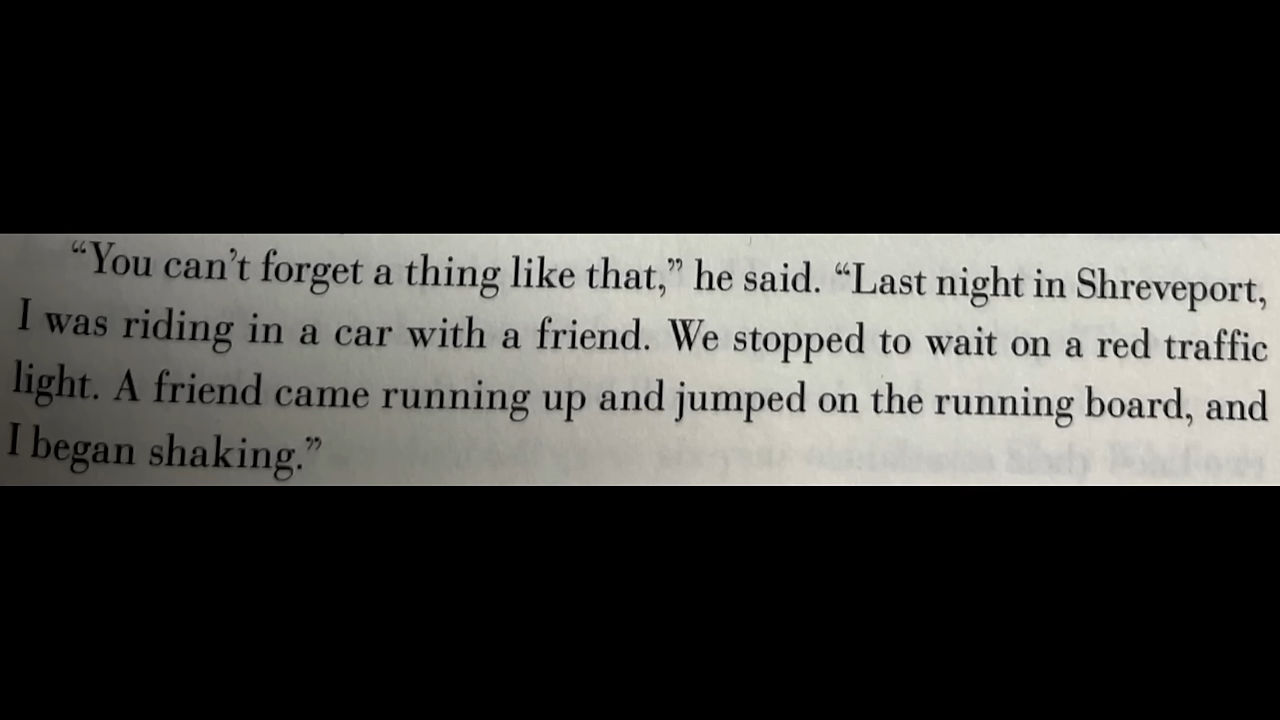 “You can’t forget a thing like that,” he said. “Last night in Shreveport,
I was riding in a car with a friend. We stopped to wait on a red traffic
light. A friend came running up and jumped on the running board, and
I began shaking.”